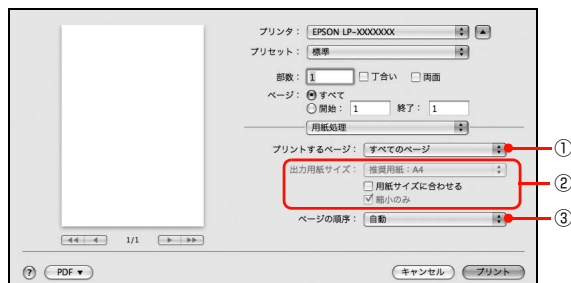 プリンタ： EPSON LP-XXXXXXX
プリセット： 標準
部数： 1 丁合い 両面
ページ： すべて
開始： 1 終了： 1
用紙処理
プリントするページ： すべてのページ ①
出力用紙サイズ： 推奨用紙：A4
用紙サイズに合わせる ②
縮小のみ
ページの順序： 自動 ③
1/1
? PDF▼ キャンセル プリント